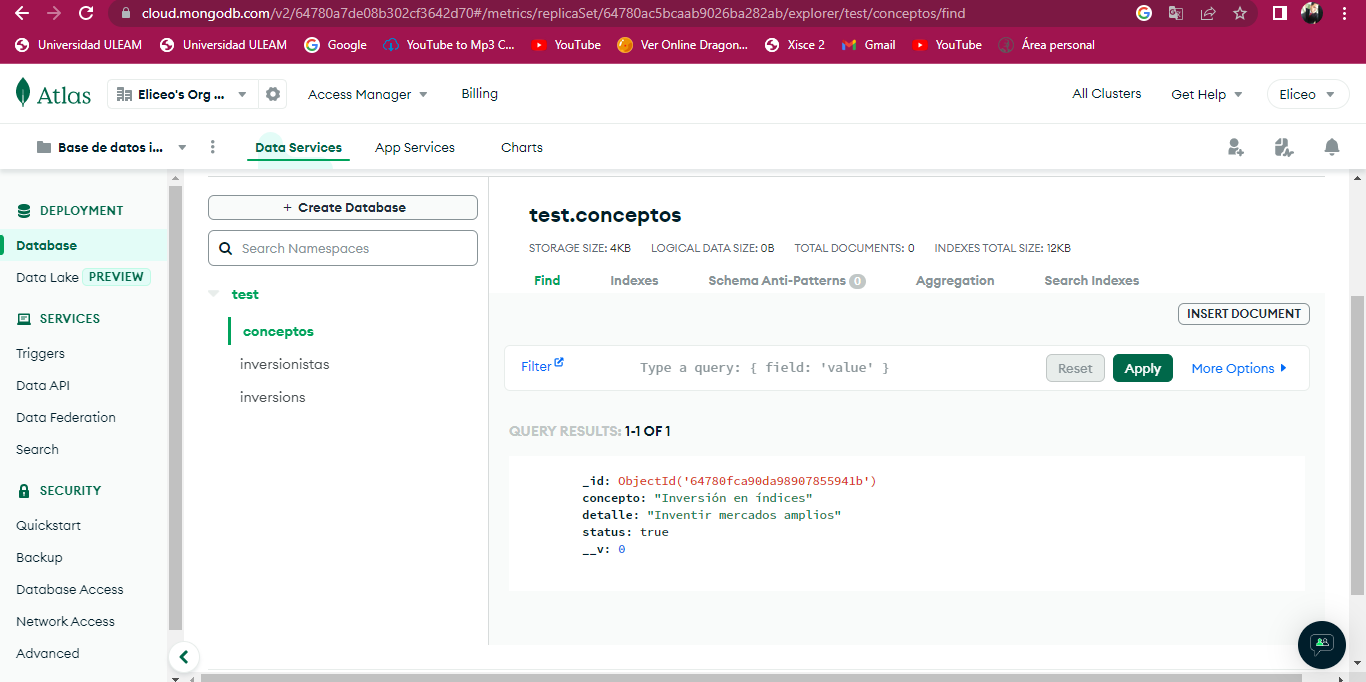 cloud.mongodb.com/v2/64780a7de08b302cf3642d70#/metrics/replicaSet/64780ac5bcaab9026ba282ab/explorer/test/conceptos/find
Universidad ULEAM Universidad ULEAM Google YouTube to Mp3 C... YouTube Ver Online Dragon... Xisce 2 Gmail YouTube Área personal
Atlas Eliceo's Org ... Access Manager Billing All Clusters Get Help Eliceo
Base de datos i... Data Services App Services Charts
DEPLOYMENT
Database
Data Lake PREVIEW
SERVICES
Triggers
Data API
Data Federation
Search
SECURITY
Quickstart
Backup
Database Access
Network Access
Advanced
+ Create Database
Search Namespaces
test
conceptos
inversionistas
inversions
test.conceptos
STORAGE SIZE: 4KB LOGICAL DATA SIZE: 0B TOTAL DOCUMENTS: 0 INDEXES TOTAL SIZE: 12KB
Find Indexes Schema Anti-Patterns 0 Aggregation Search Indexes
INSERT DOCUMENT
Filter Type a query: { field: 'value' } Reset Apply More Options
QUERY RESULTS: 1-1 OF 1
_id: ObjectId('64780fca90da98907855941b')
concepto: "Inversión en índices"
detalle: "Inventir mercados amplios"
status: true
__v: 0